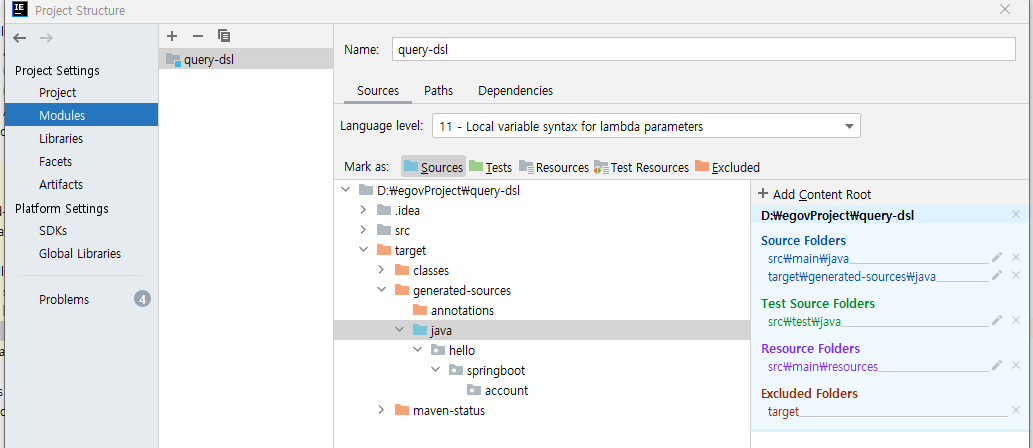 Project Structure
Project Settings
Project
Modules
Libraries
Facets
Artifacts
Platform Settings
SDKs
Global Libraries
Problems 4
query-dsl
Name: query-dsl
Sources Paths Dependencies
Language level: 11 - Local variable syntax for lambda parameters
Mark as: Sources Tests Resources Test Resources Excluded
D:₩egovProject₩query-dsl
.idea
src
target
classes
generated-sources
annotations
java
hello
springboot
account
maven-status
+ Add Content Root
D:₩egovProject₩query-dsl
Source Folders
src₩main₩java
target₩generated-sources₩java
Test Source Folders
src₩test₩java
Resource Folders
src₩main₩resources
Excluded Folders
target